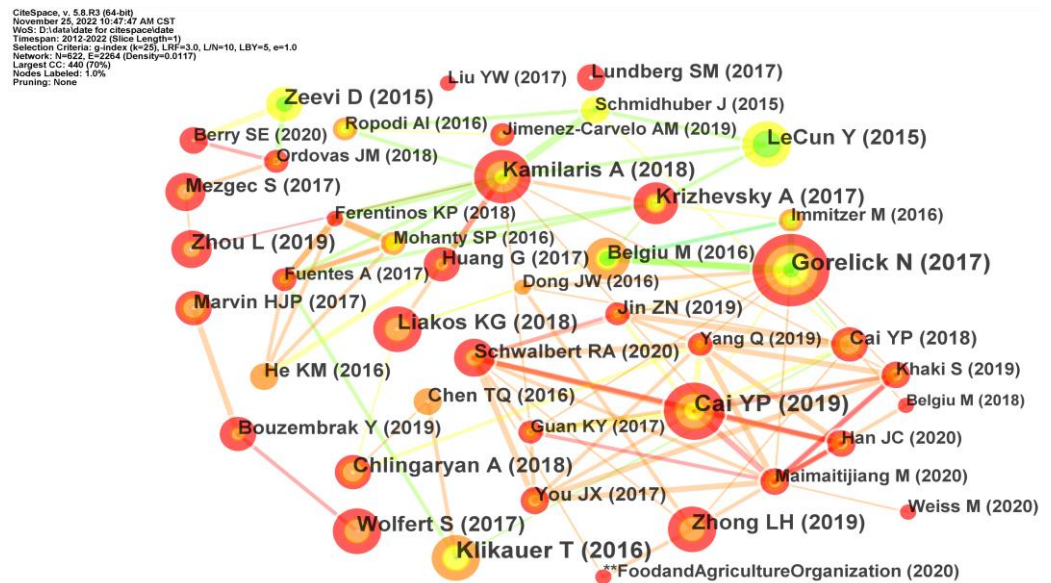 CiteSpace, v. 5.8.R3 (64-bit)
November 25, 2022 10:47:47 AM CST
WoS: D:\data\date for citespace\date
Timespan: 2012-2022 (Slice Length=1)
Selection Criteria: g-index (k=25), LRF=3.0, L/N=10, LBY=5, e=1.0
Network: N=622, E=2264 (Density=0.0117)
Largest CC: 440 (70%)
Nodes Labeled: 1.0%
Pruning: None
Liu YW (2017)
Lundberg SM (2017)
Zeevi D (2015)
Schmidhuber J (2015)
Ropodi AI (2016)
Jimenez-Carvelo AM (2019)
Berry SE (2020)
LeCun Y (2015)
Ordovas JM (2018)
Kamilaris A (2018)
Mezgec S (2017)
Krizhevsky A (2017)
Ferentinos KP (2018)
Immitzer M (2016)
Zhou L (2019)
Mohanty SP (2016)
Huang G (2017)
Belgiu M (2016)
Gorelick N (2017)
Fuentes A (2017)
Dong JW (2016)
Marvin HJP (2017)
Jin ZN (2019)
Liakos KG (2018)
Yang Q (2019)
Cai YP (2018)
Schwalbert RA (2020)
He KM (2016)
Khaki S (2019)
Chen TQ (2016)
Cai YP (2019)
Belgiu M (2018)
Bouzembrak Y (2019)
Guan KY (2017)
Han JC (2020)
Chlingaryan A (2018)
Maimaitijiang M (2020)
You JX (2017)
Weiss M (2020)
Wolfert S (2017)
Zhong LH (2019)
Klikauer T (2016)
**FoodandAgricultureOrganization (2020)